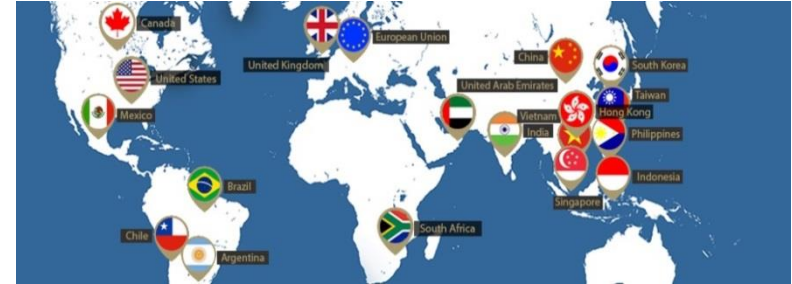 Canada
United Kingdom
European Union
China
South Korea
United States
United Arab Emirates
Taiwan
Mexico
Vietnam
Hong Kong
India
Philippines
Brazil
Singapore
Indonesia
Chile
South Africa
Argentina